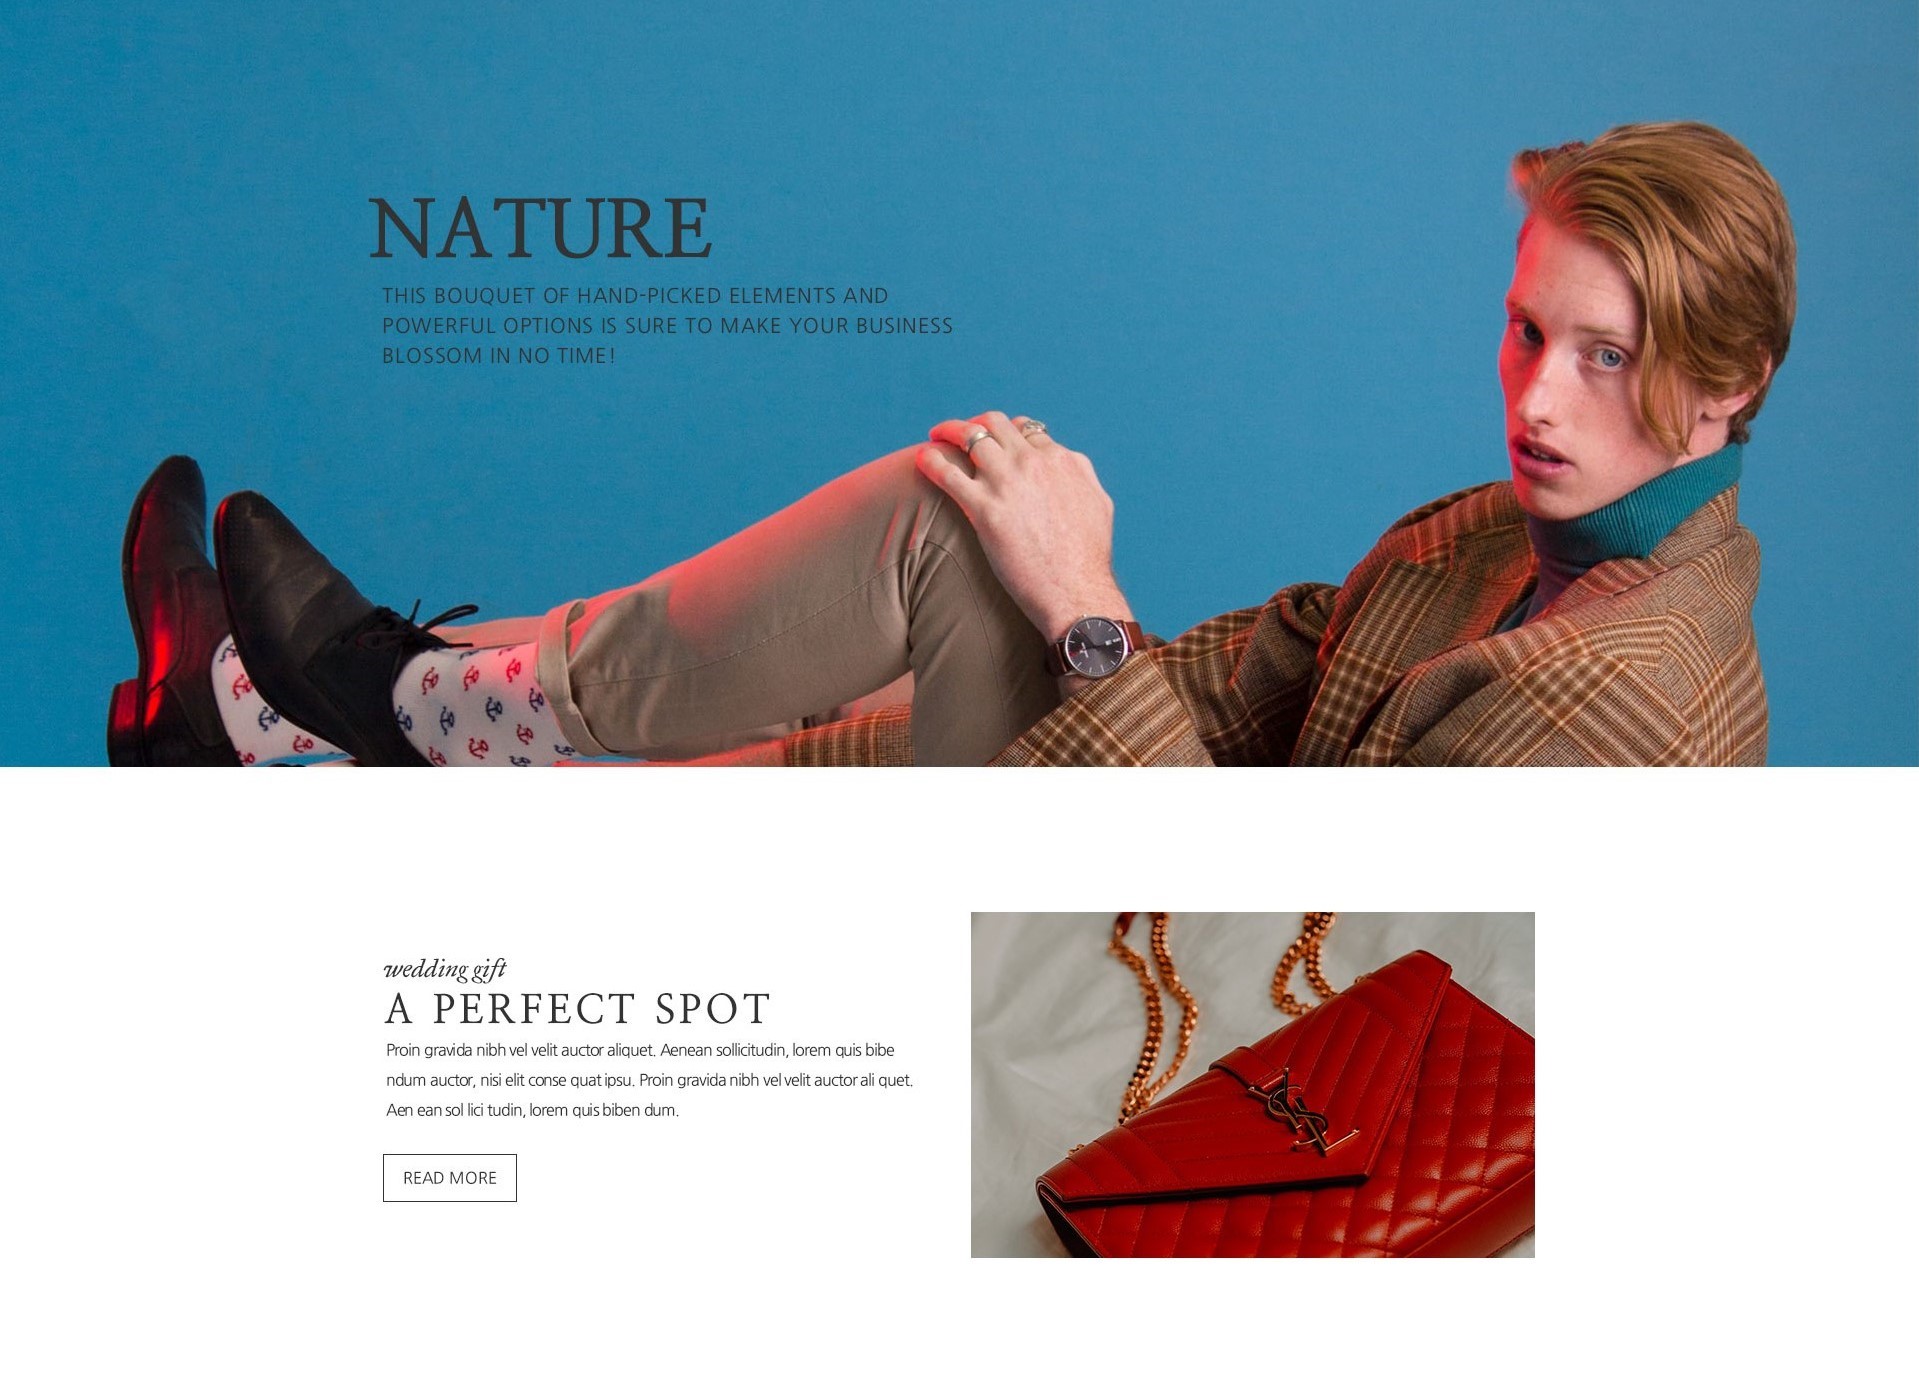 NATURE
THIS BOUQUET OF HAND-PICKED ELEMENTS AND
POWERFUL OPTIONS IS SURE TO MAKE YOUR BUSINESS
BLOSSOM IN NO TIME!
wedding gift
A PERFECT SPOT
Proin gravida nibh vel velit auctor aliquet. Aenean sollicitudin, lorem quis bibe
ndum auctor, nisi elit conse quat ipsu. Proin gravida nibh vel velit auctor ali quet.
Aen ean sol lici tudin, lorem quis biben dum.
READ MORE
YSL